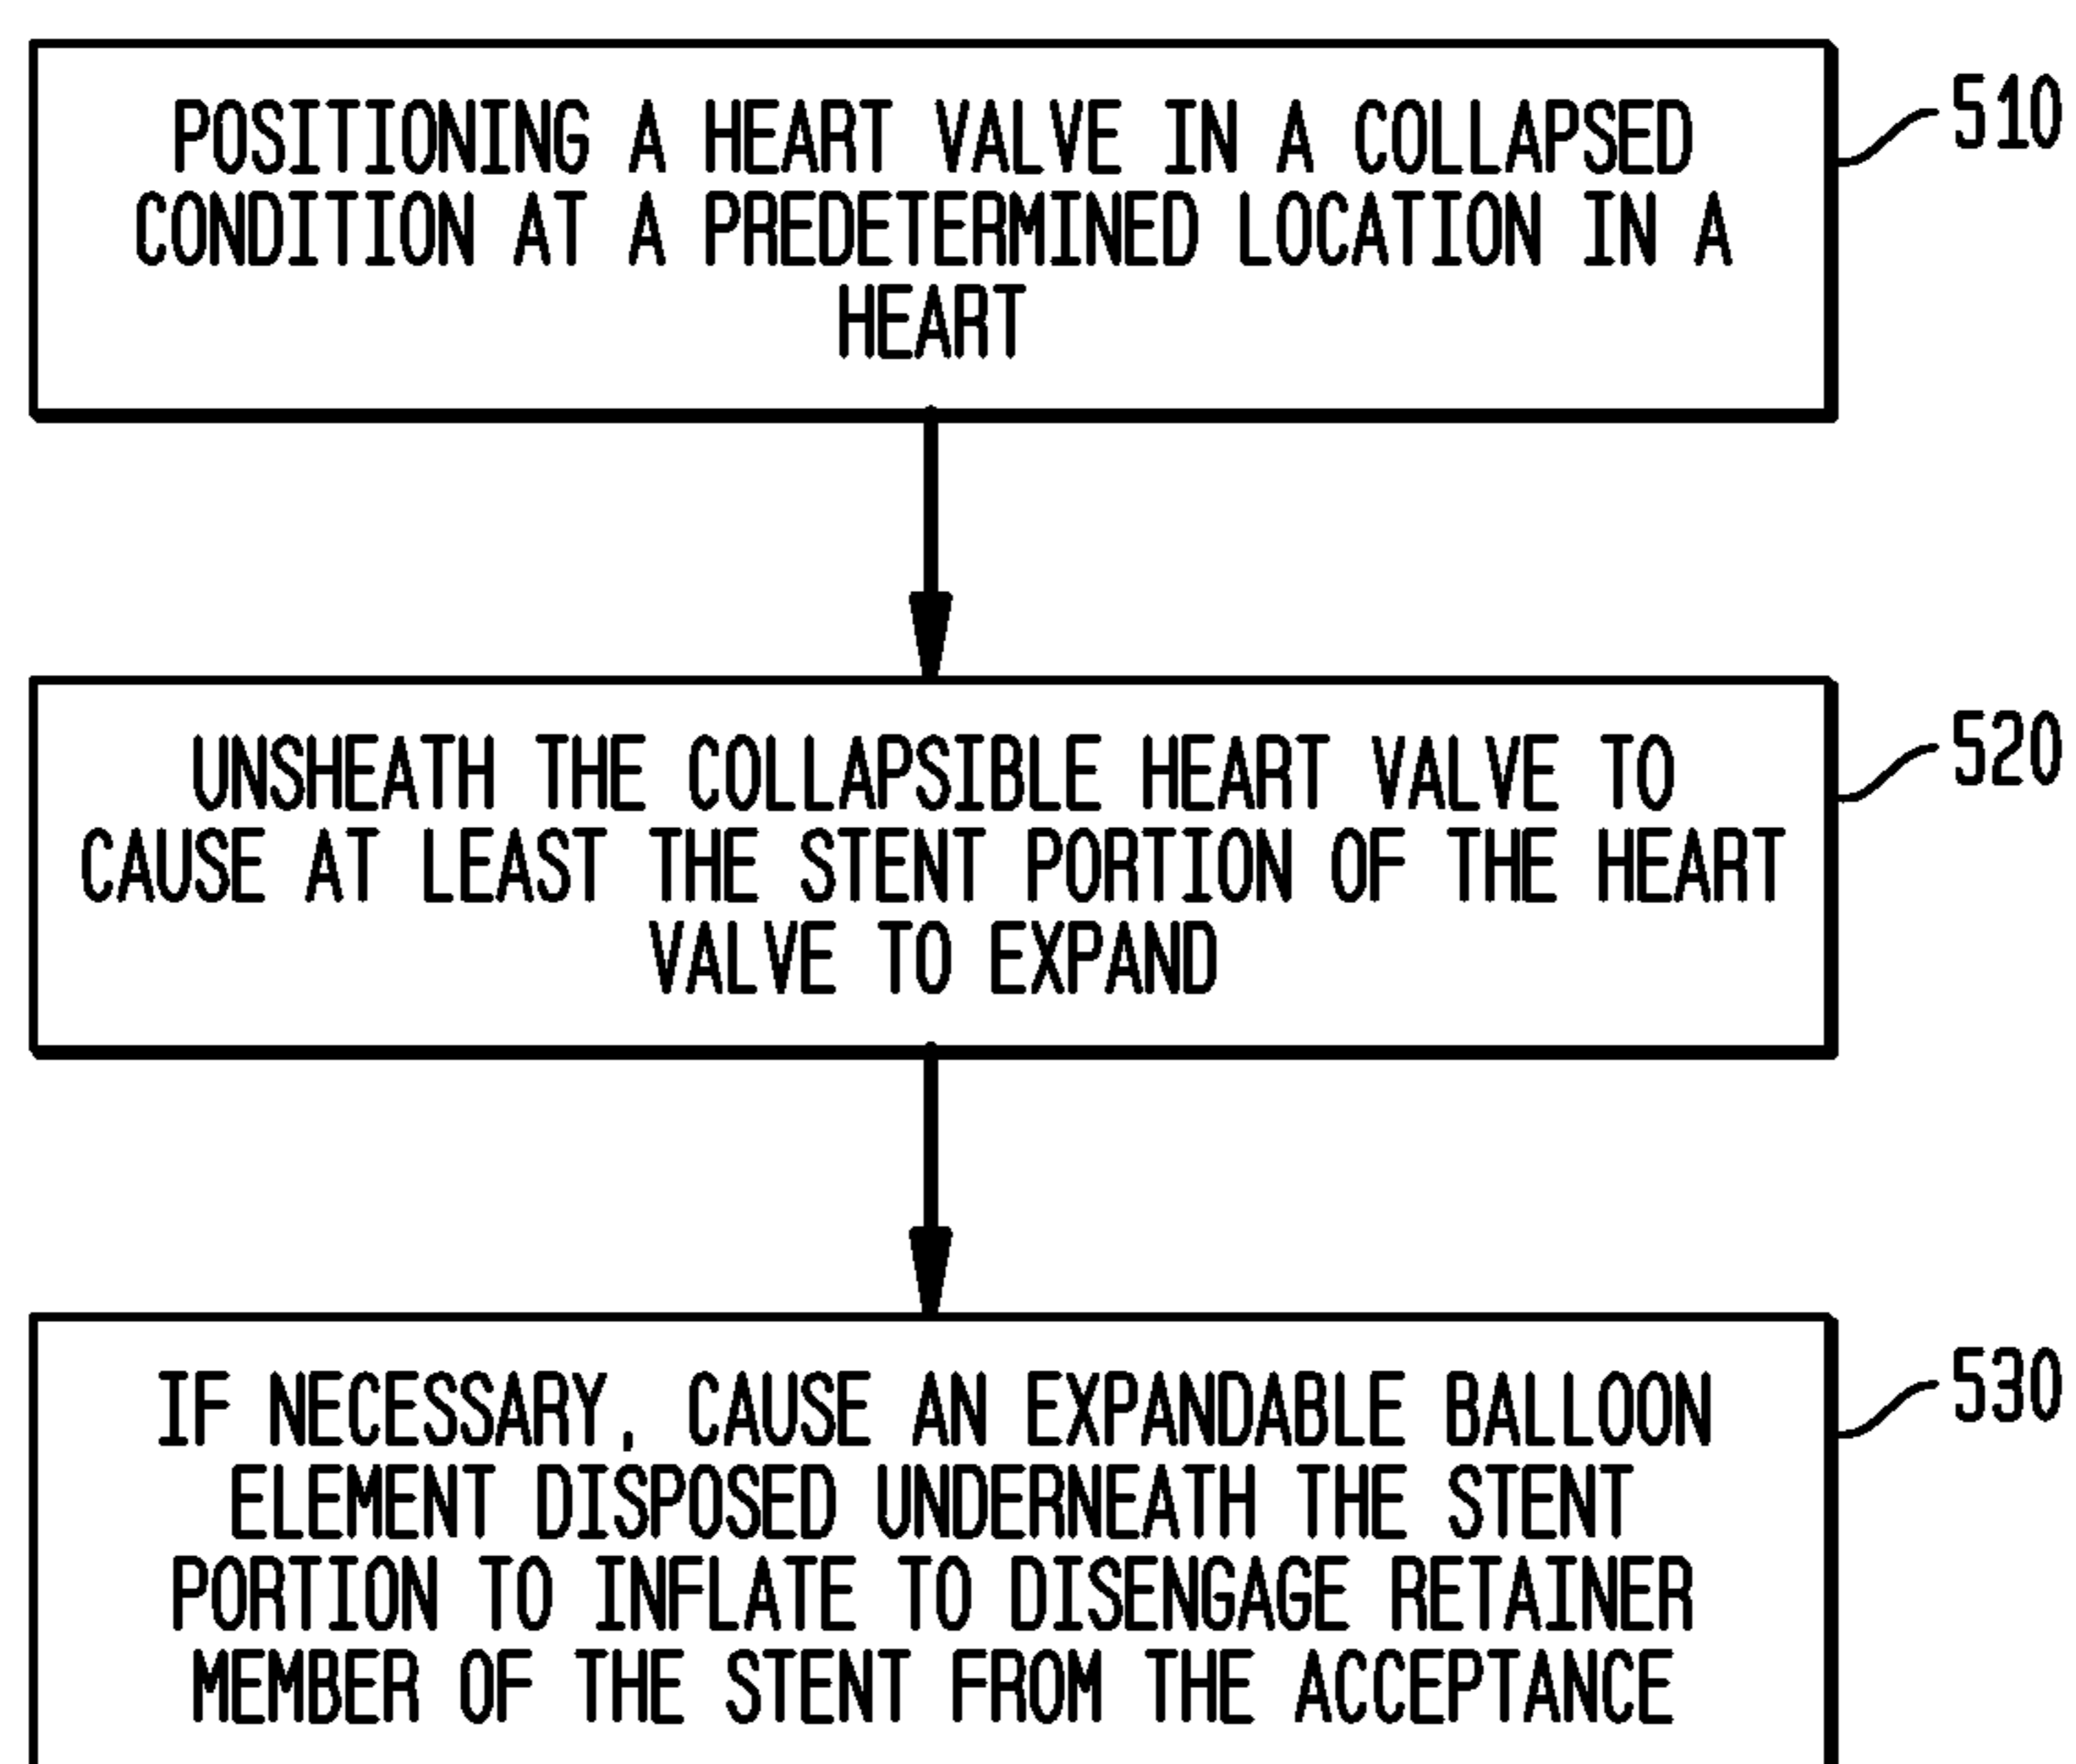 POSITIONING A HEART VALVE IN A COLLAPSED
CONDITION AT A PREDETERMINED LOCATION IN A
HEART
510
UNSHEATH THE COLLAPSIBLE HEART VALVE TO
CAUSE AT LEAST THE STENT PORTION OF THE HEART
VALVE TO EXPAND
520
IF NECESSARY, CAUSE AN EXPANDABLE BALLOON
ELEMENT DISPOSED UNDERNEATH THE STENT
PORTION TO INFLATE TO DISENGAGE RETAINER
MEMBER OF THE STENT FROM THE ACCEPTANCE
530